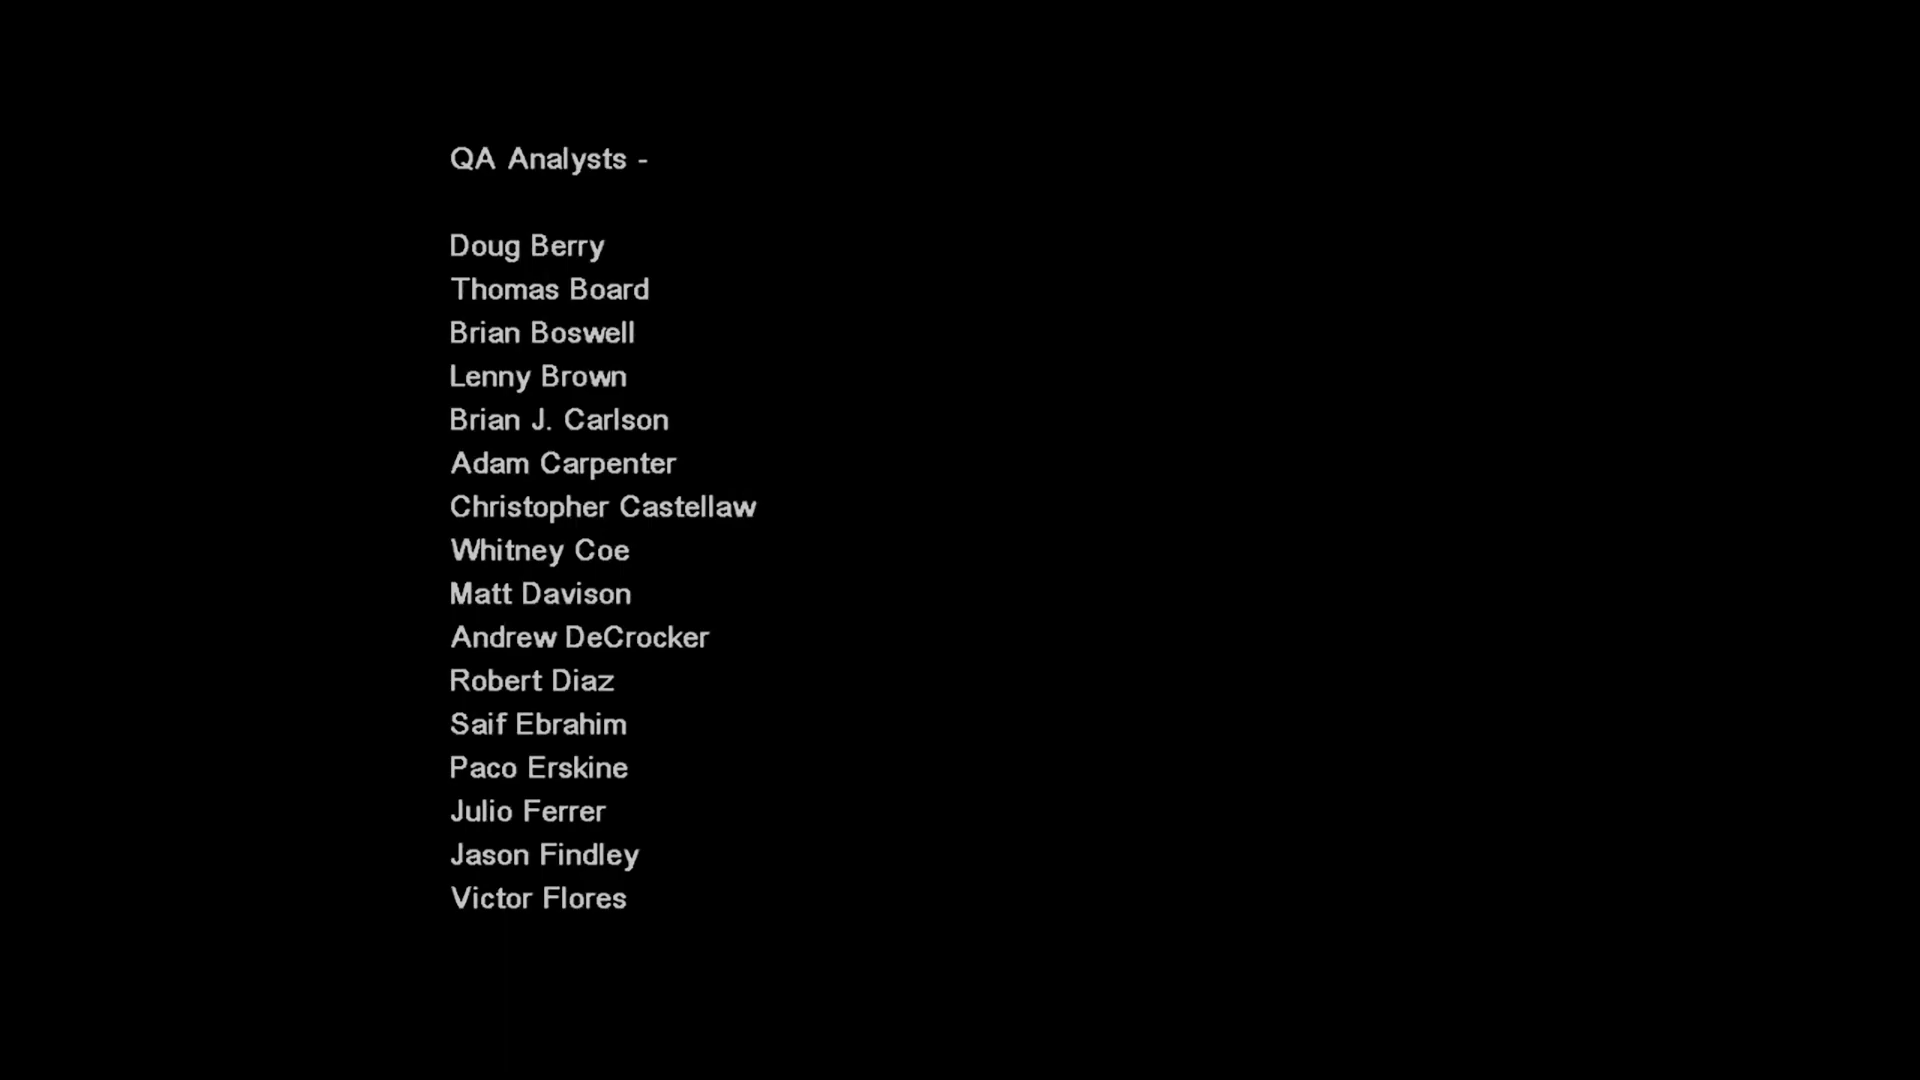 QA Analysts -
Doug Berry
Thomas Board
Brian Boswell
Lenny Brown
Brian J. Carlson
Adam Carpenter
Christopher Castellaw
Whitney Coe
Matt Davison
Andrew DeCrocker
Robert Diaz
Saif Ebrahim
Paco Erskine
Julio Ferrer
Jason Findley
Victor Flores